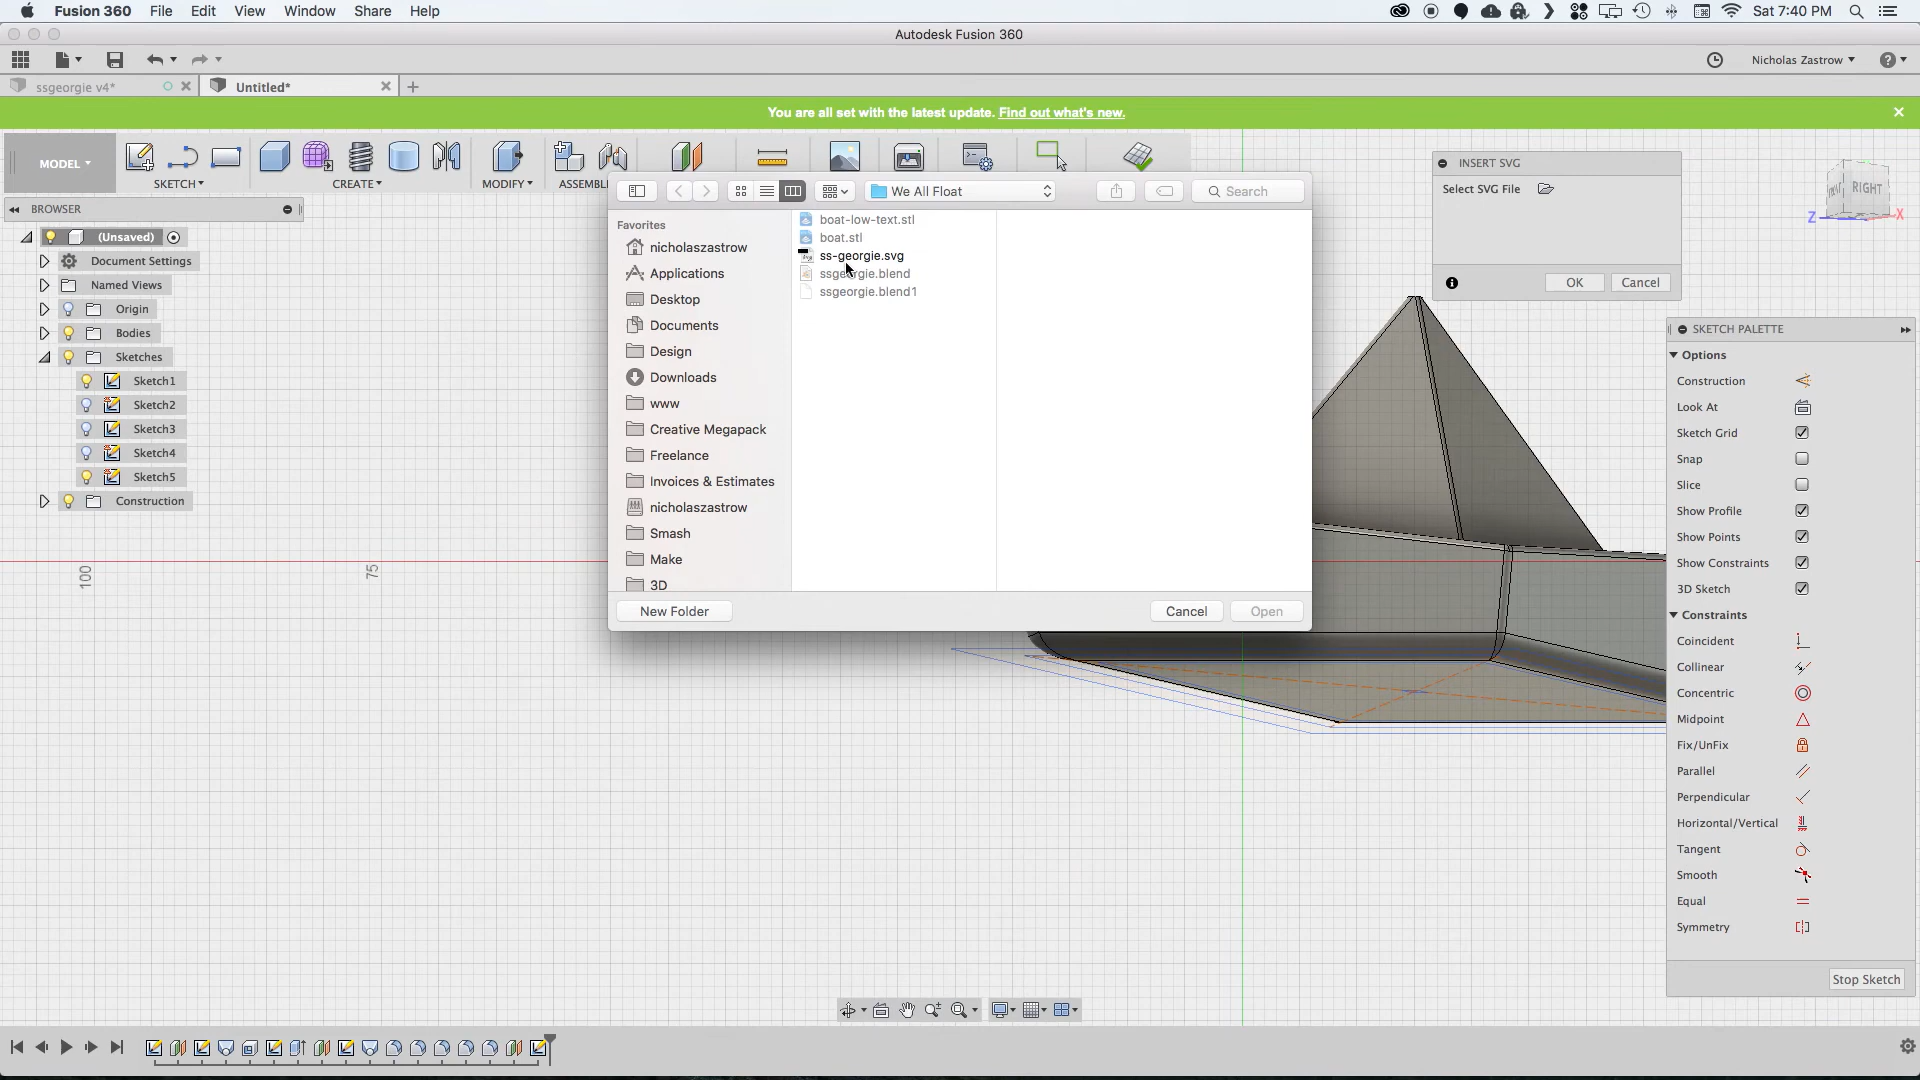 Fusion 360 File Edit View Window Share Help
Sat 7:40 PM
Autodesk Fusion 360
Nicholas Zastrow
ssgeorgie v4*
Untitled*
You are all set with the latest update. Find out what's new.
MODEL
SKETCH
CREATE
MODIFY
ASSEMBL
INSERT SVG
Select SVG File
OK
Cancel
RIGHT
Z
X
BROWSER
(Unsaved)
Document Settings
Named Views
Origin
Bodies
Sketches
Sketch1
Sketch2
Sketch3
Sketch4
Sketch5
Construction
We All Float
Search
Favorites
nicholaszastrow
Applications
Desktop
Documents
Design
Downloads
www
Creative Megapack
Freelance
Invoices & Estimates
nicholaszastrow
Smash
Make
3D
boat-low-text.stl
boat.stl
ss-georgie.svg
ssgeorgie.blend
ssgeorgie.blend1
New Folder
Cancel
Open
100
75
SKETCH PALETTE
Options
Construction
Look At
Sketch Grid
Snap
Slice
Show Profile
Show Points
Show Constraints
3D Sketch
Constraints
Coincident
Collinear
Concentric
Midpoint
Fix/UnFix
Parallel
Perpendicular
Horizontal/Vertical
Tangent
Smooth
Equal
Symmetry
Stop Sketch